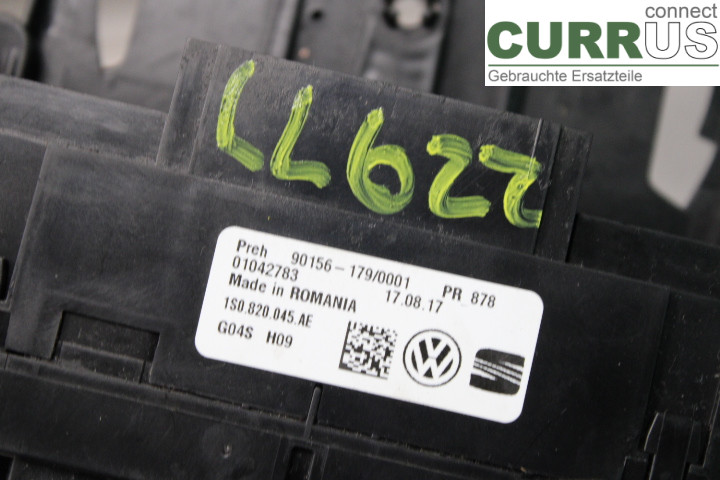 connect
CURRUS
Gebrauchte Ersatzteile
LL622
Preh 90156-179/0001 PR 878
01042783 17.08.17
Made in ROMANIA
1S0.820.045.AE
G04S H09